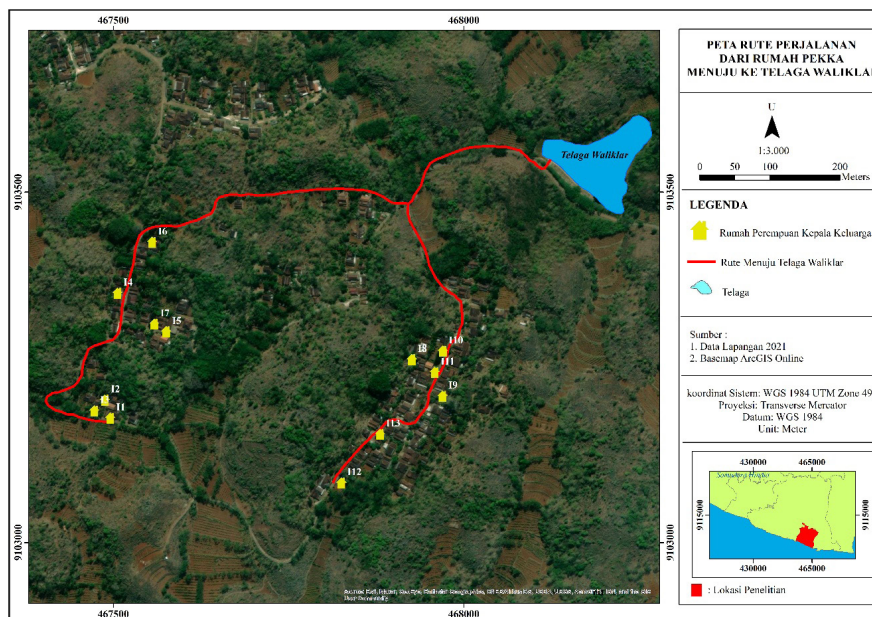 467500
468000
9103500
9103000
467500
468000
Telaga Waliklar
I6
I4
I7
I5
I2
I1
I8
I10
I11
I9
I13
I12
PETA RUTE PERJALANAN
DARI RUMAH PEKKA
MENUJU KE TELAGA WALIKLAR
U
1:3.000
0 50 100 200
Meters
LEGENDA
Rumah Perempuan Kepala Keluarga
Rute Menuju Telaga Waliklar
Telaga
Sumber :
1. Data Lapangan 2021
2. Basemap ArcGIS Online
koordinat Sistem: WGS 1984 UTM Zone 49
Proyeksi: Transverse Mercator
Datum: WGS 1984
Unit: Meter
430000
465000
Samudera Hindia
9115000
9115000
430000
465000
: Lokasi Penelitian